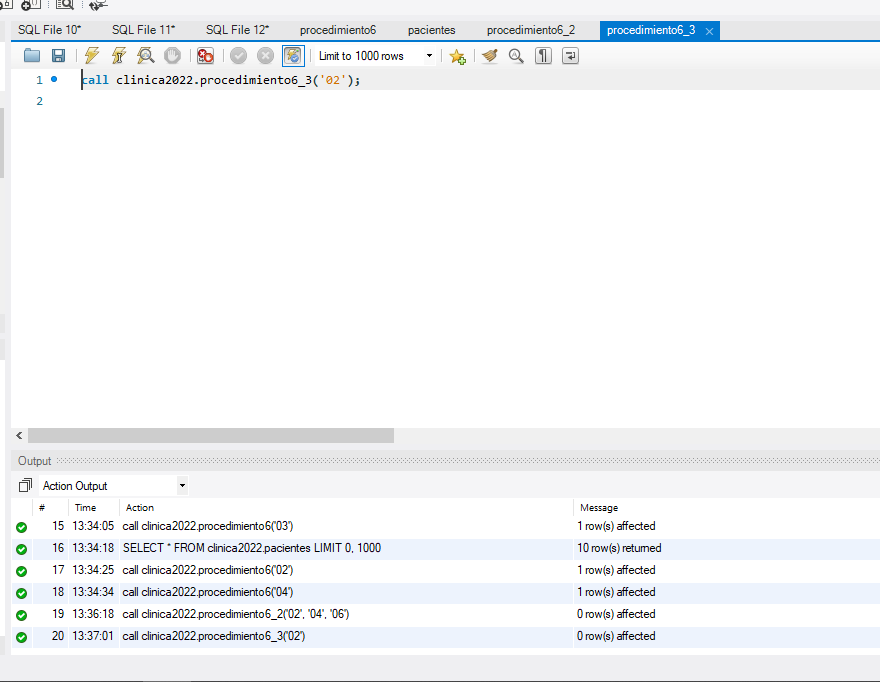 SQL File 10* SQL File 11* SQL File 12* procedimiento6 pacientes procedimiento6_2 procedimiento6_3
Limit to 1000 rows
1 call clinica2022.procedimiento6_3('02');
2
Output
Action Output
# Time Action Message
15 13:34:05 call clinica2022.procedimiento6('03') 1 row(s) affected
16 13:34:18 SELECT * FROM clinica2022.pacientes LIMIT 0, 1000 10 row(s) returned
17 13:34:25 call clinica2022.procedimiento6('02') 1 row(s) affected
18 13:34:34 call clinica2022.procedimiento6('04') 1 row(s) affected
19 13:36:18 call clinica2022.procedimiento6_2('02', '04', '06') 0 row(s) affected
20 13:37:01 call clinica2022.procedimiento6_3('02') 0 row(s) affected